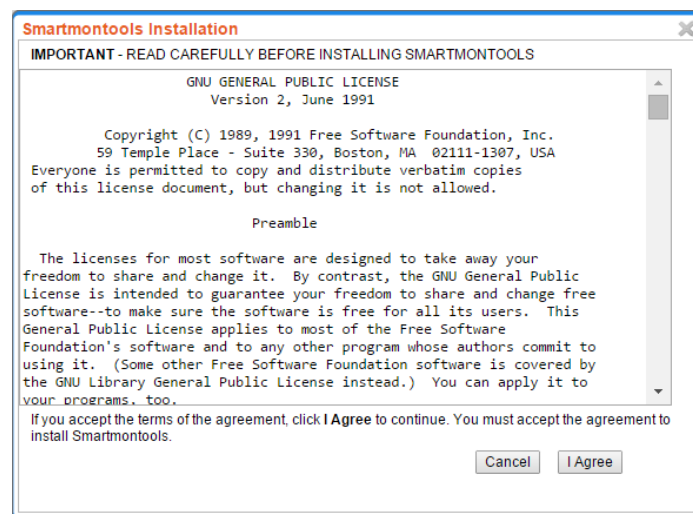 Smartmontools Installation
IMPORTANT - READ CAREFULLY BEFORE INSTALLING SMARTMONTOOLS
GNU GENERAL PUBLIC LICENSE
Version 2, June 1991
Copyright (C) 1989, 1991 Free Software Foundation, Inc.
59 Temple Place - Suite 330, Boston, MA  02111-1307, USA
Everyone is permitted to copy and distribute verbatim copies
of this license document, but changing it is not allowed.
Preamble
The licenses for most software are designed to take away your
freedom to share and change it.  By contrast, the GNU General Public
License is intended to guarantee your freedom to share and change free
software--to make sure the software is free for all its users.  This
General Public License applies to most of the Free Software
Foundation's software and to any other program whose authors commit to
using it.  (Some other Free Software Foundation software is covered by
the GNU Library General Public License instead.)  You can apply it to
your programs, too.
If you accept the terms of the agreement, click I Agree to continue. You must accept the agreement to
install Smartmontools.
Cancel I Agree